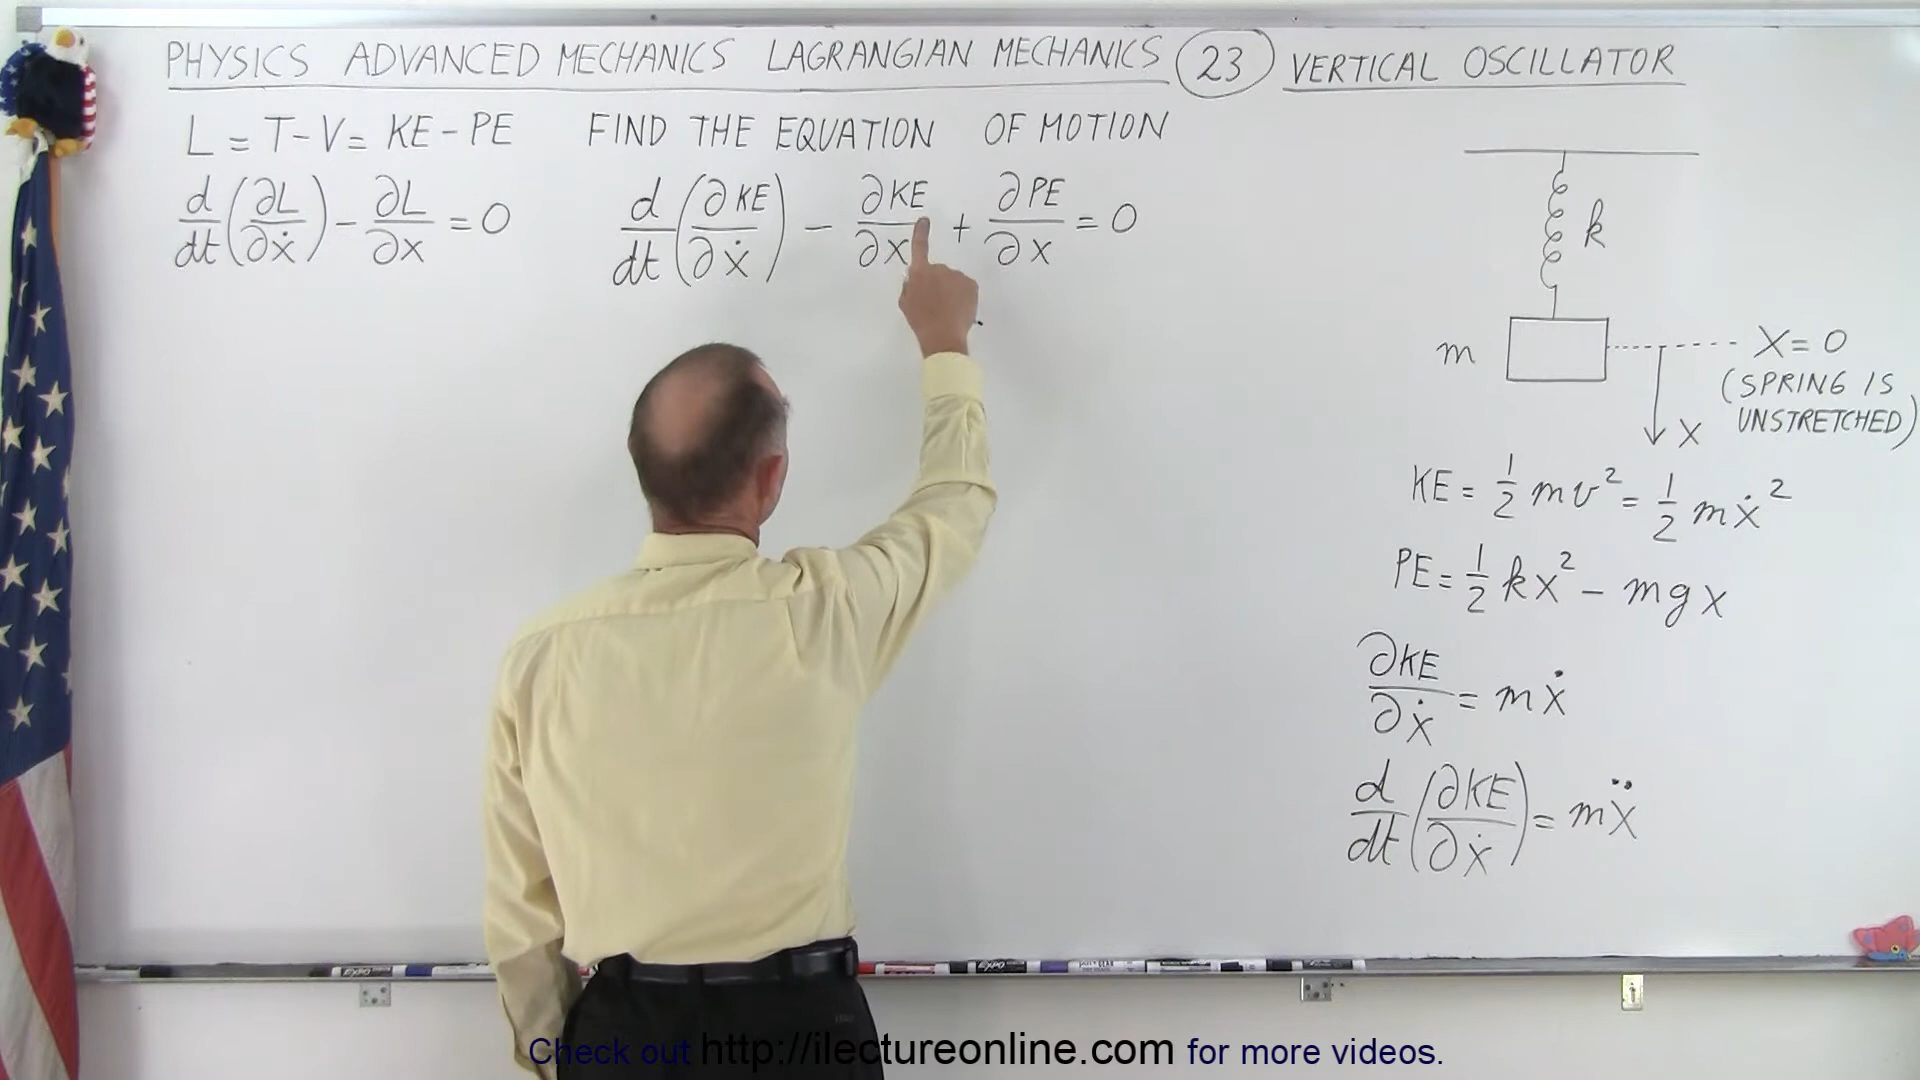 PHYSICS ADVANCED MECHANICS LAGRANGIAN MECHANICS 23 VERTICAL OSCILLATOR
L = T-V = KE - PE FIND THE EQUATION OF MOTION
d/dt(∂L/∂ẋ) - ∂L/∂x = 0 d/dt(∂KE/∂ẋ) - ∂KE/∂x + ∂PE/∂x = 0
k
m
X = 0
(SPRING IS
UNSTRETCHED)
X
KE = 1/2 mv² = 1/2 mẋ²
PE = 1/2 kx² - mgx
∂KE/∂ẋ = mẋ
d/dt(∂KE/∂ẋ) = mẍ
EXPO
EXPO
Check out http://ilectureonline.com for more videos.